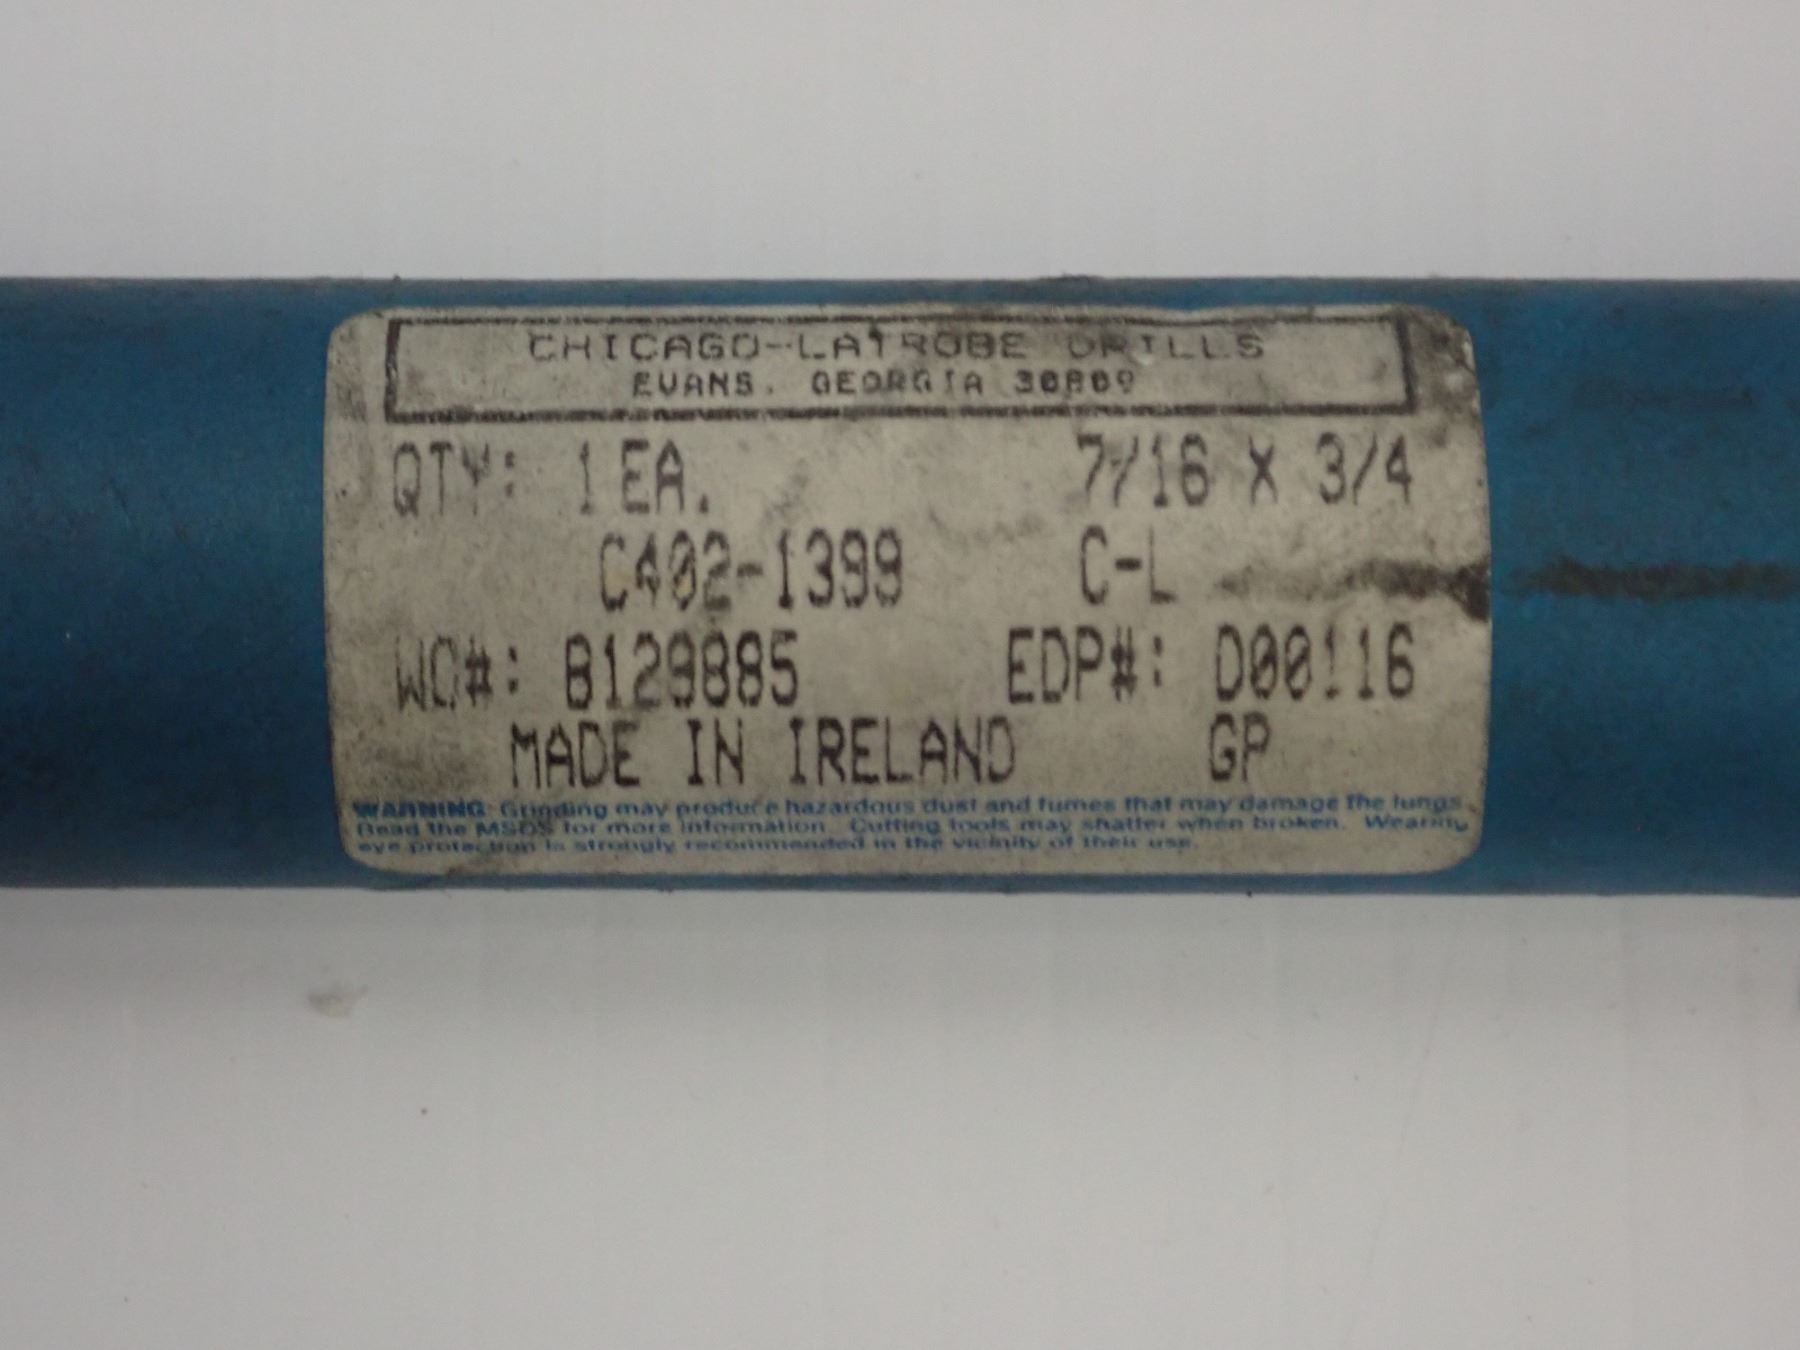 CHICAGO-LATROBE DRILLS
EVANS, GEORGIA 30809
QTY: 1 EA. 7/16 X 3/4
C402-1399 C-L
WO#: 8129885 EDP#: D00116
MADE IN IRELAND GP
WARNING: Grinding may produce hazardous dust and fumes that may damage the lungs.
Read the MSDS for more information. Cutting tools may shatter when broken. Wearing
eye protection is strongly recommended in the vicinity of their use.